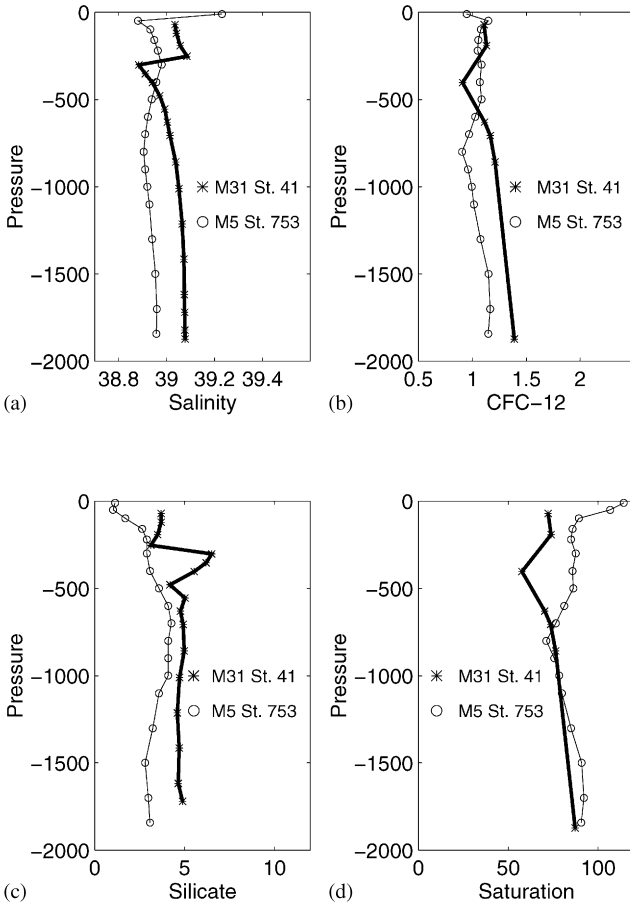 0
−500
−1000
−1500
−2000
Pressure
M31 St. 41
M5 St. 753
38.8 39 39.2 39.4
Salinity
(a)
0
−500
−1000
−1500
−2000
Pressure
M31 St. 41
M5 St. 753
0.5 1 1.5 2
CFC−12
(b)
0
−500
−1000
−1500
−2000
Pressure
M31 St. 41
M5 St. 753
0 5 10
Silicate
(c)
0
−500
−1000
−1500
−2000
Pressure
M31 St. 41
M5 St. 753
0 50 100
Saturation
(d)